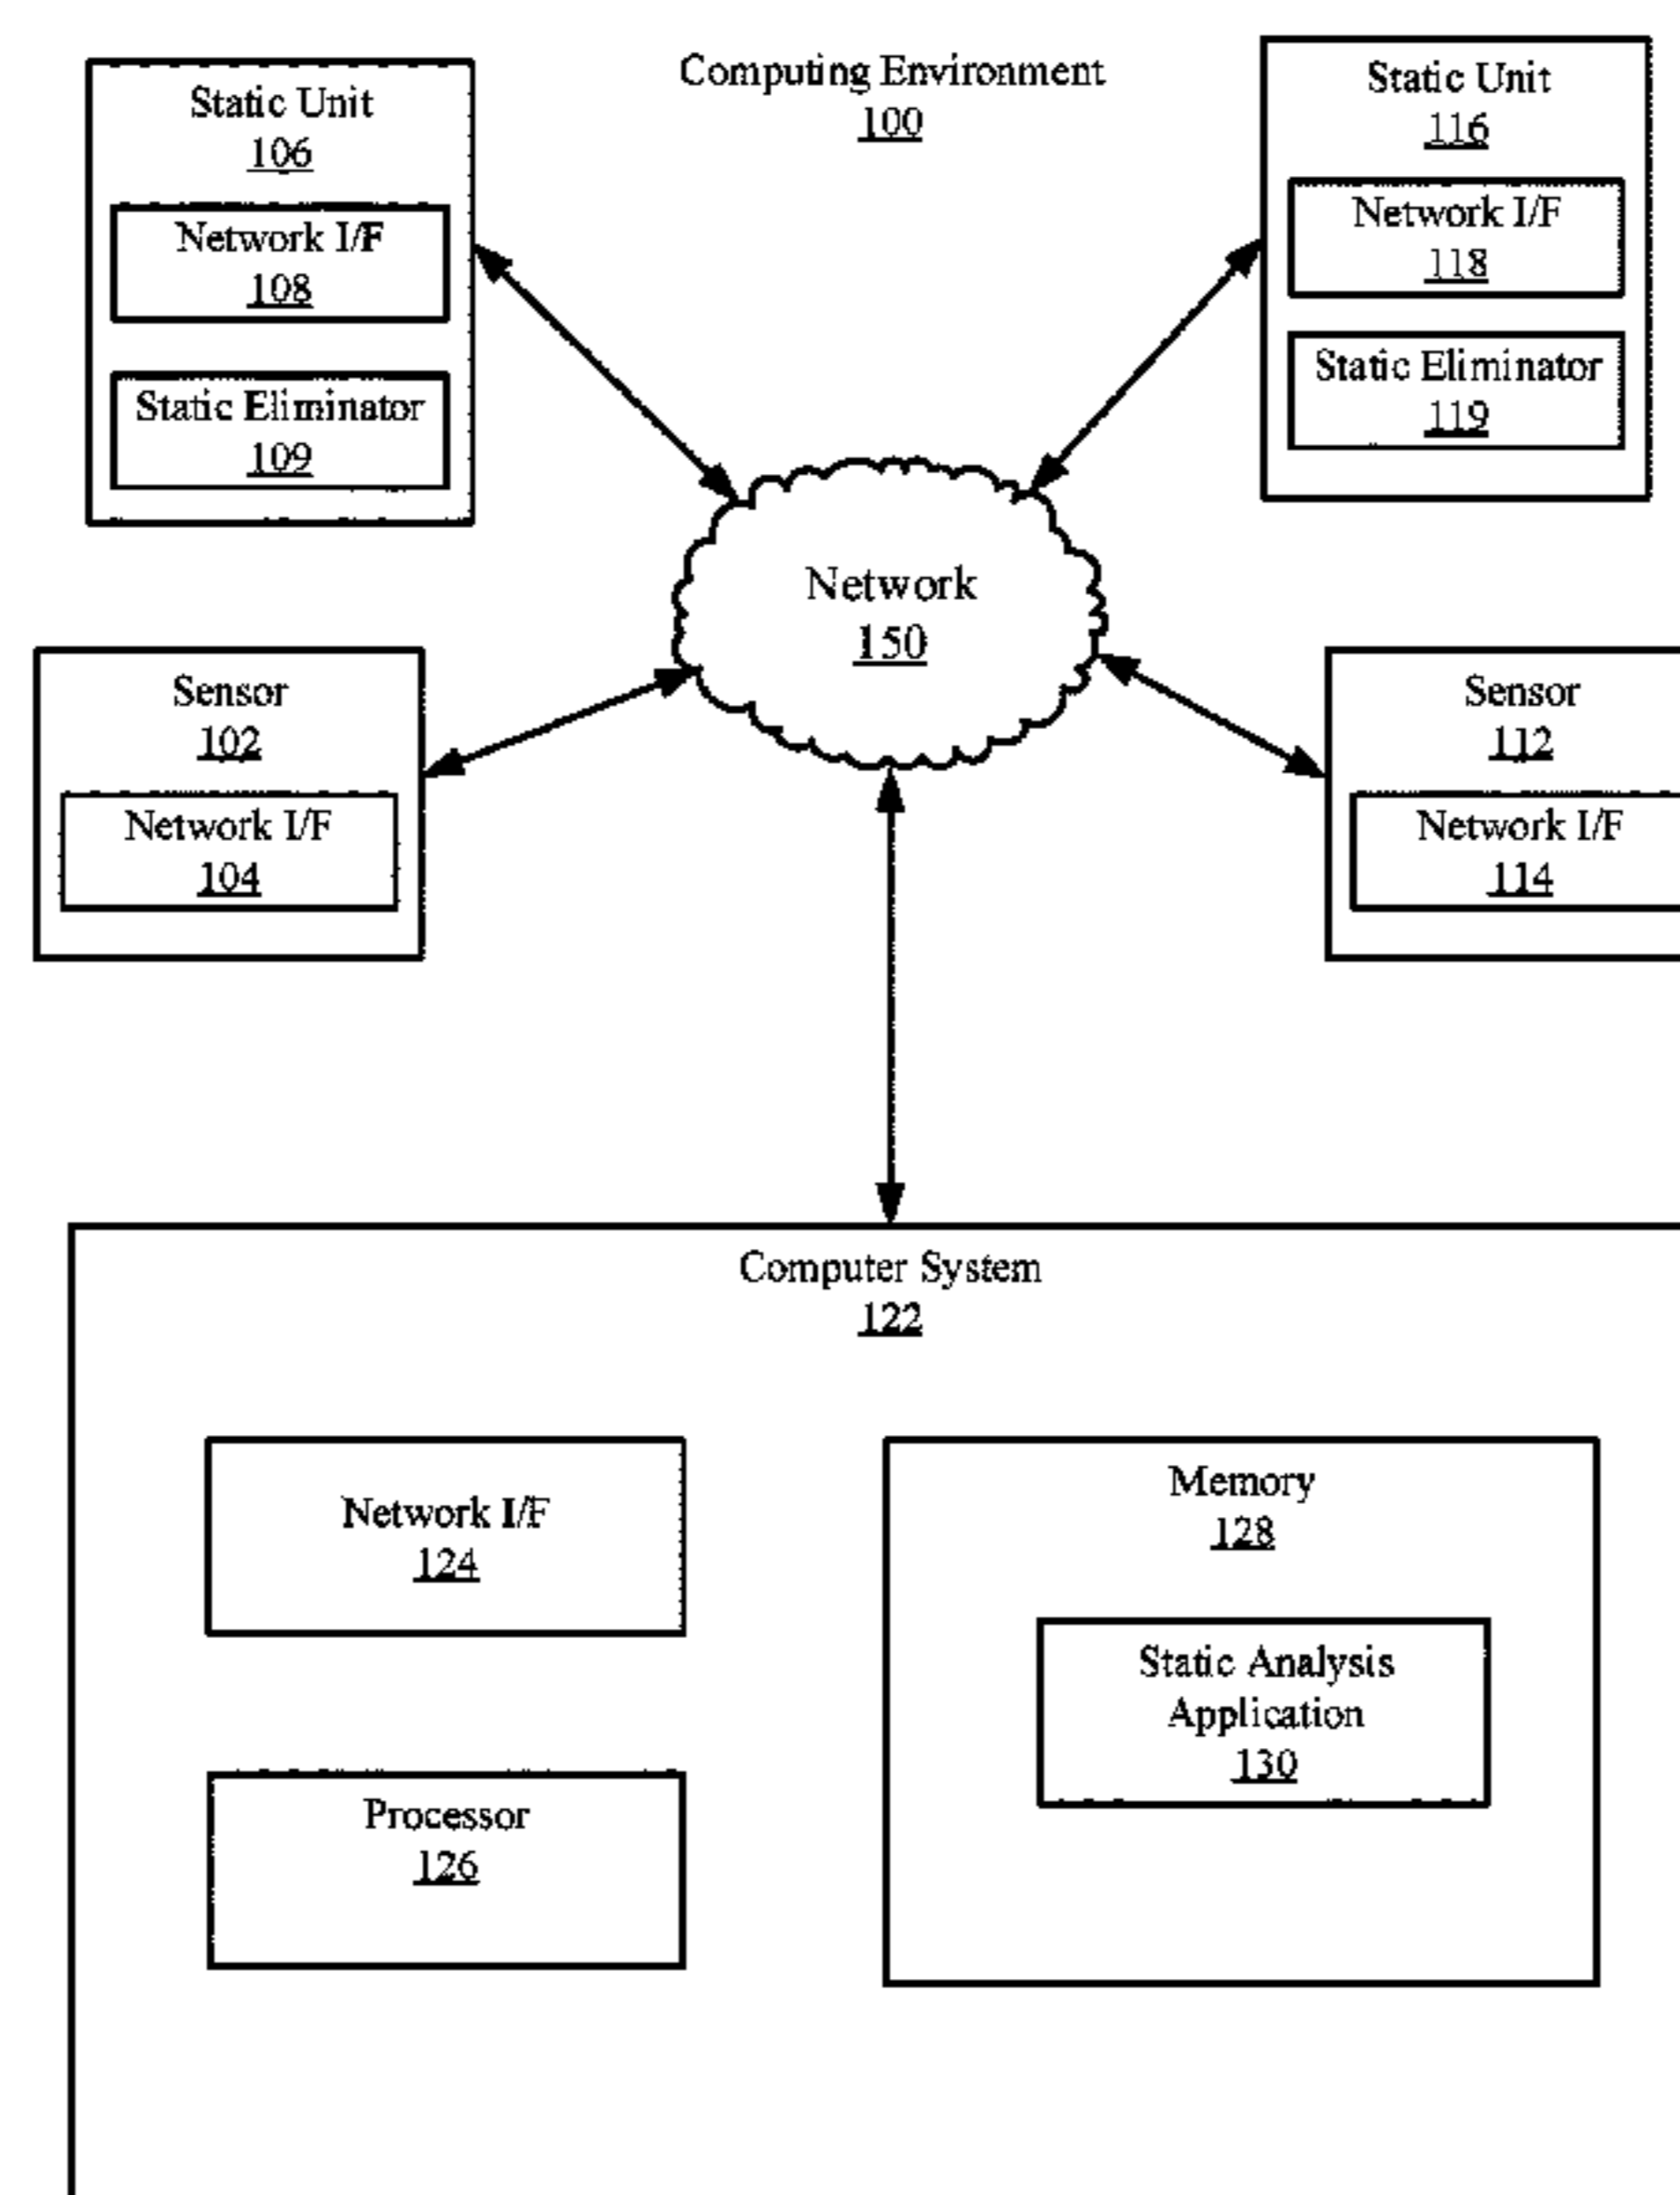 Computing Environment
100
Static Unit
106
Network I/F
108
Static Eliminator
109
Static Unit
116
Network I/F
118
Static Eliminator
119
Network
150
Sensor
102
Network I/F
104
Sensor
112
Network I/F
114
Computer System
122
Network I/F
124
Processor
126
Memory
128
Static Analysis
Application
130